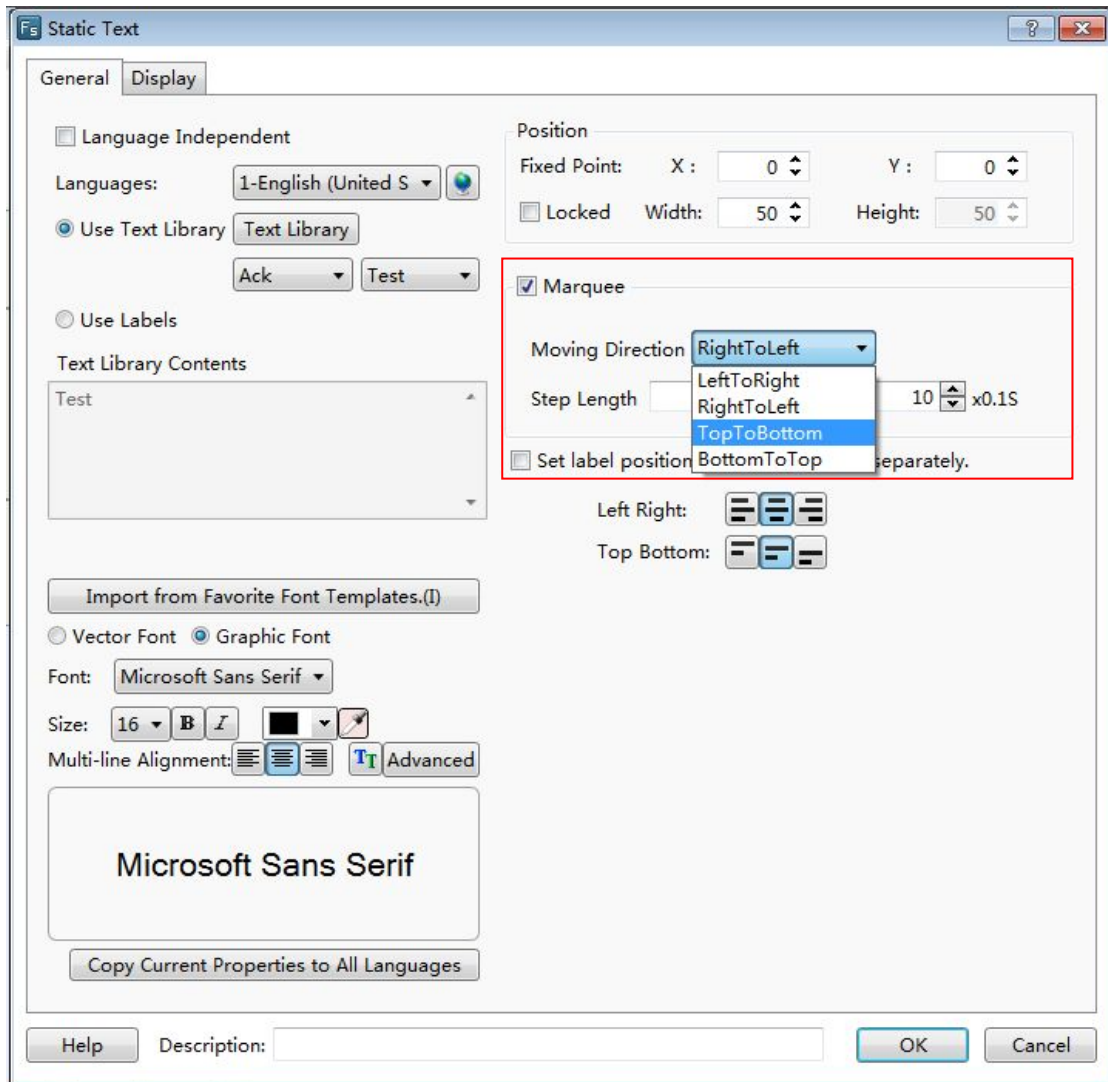 Fs Static Text
General Display
Language Independent
Languages: 1-English (United S
Use Text Library Text Library
Ack Test
Use Labels
Text Library Contents
Test
Import from Favorite Font Templates.(I)
Vector Font Graphic Font
Font: Microsoft Sans Serif
Size: 16 B I
Multi-line Alignment: TT Advanced
Microsoft Sans Serif
Copy Current Properties to All Languages
Position
Fixed Point: X : 0 Y : 0
Locked Width: 50 Height: 50
Marquee
Moving Direction RightToLeft
LeftToRight
RightToLeft
TopToBottom
BottomToTop
Step Length 10 x0.1S
Set label position separately.
Left Right:
Top Bottom:
Help Description: OK Cancel